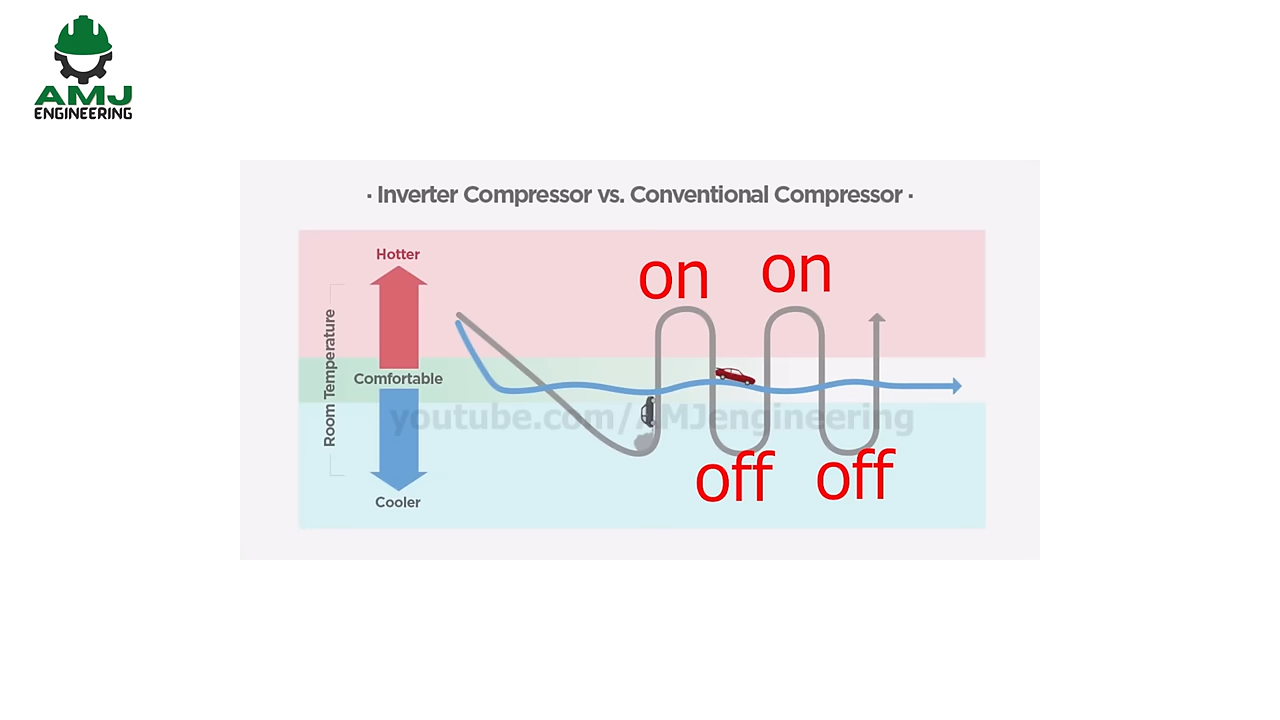 AMJ
ENGINEERING
· Inverter Compressor vs. Conventional Compressor ·
Hotter
on
on
Room Temperature
Comfortable
youtube.com/AMJengineering
off
off
Cooler